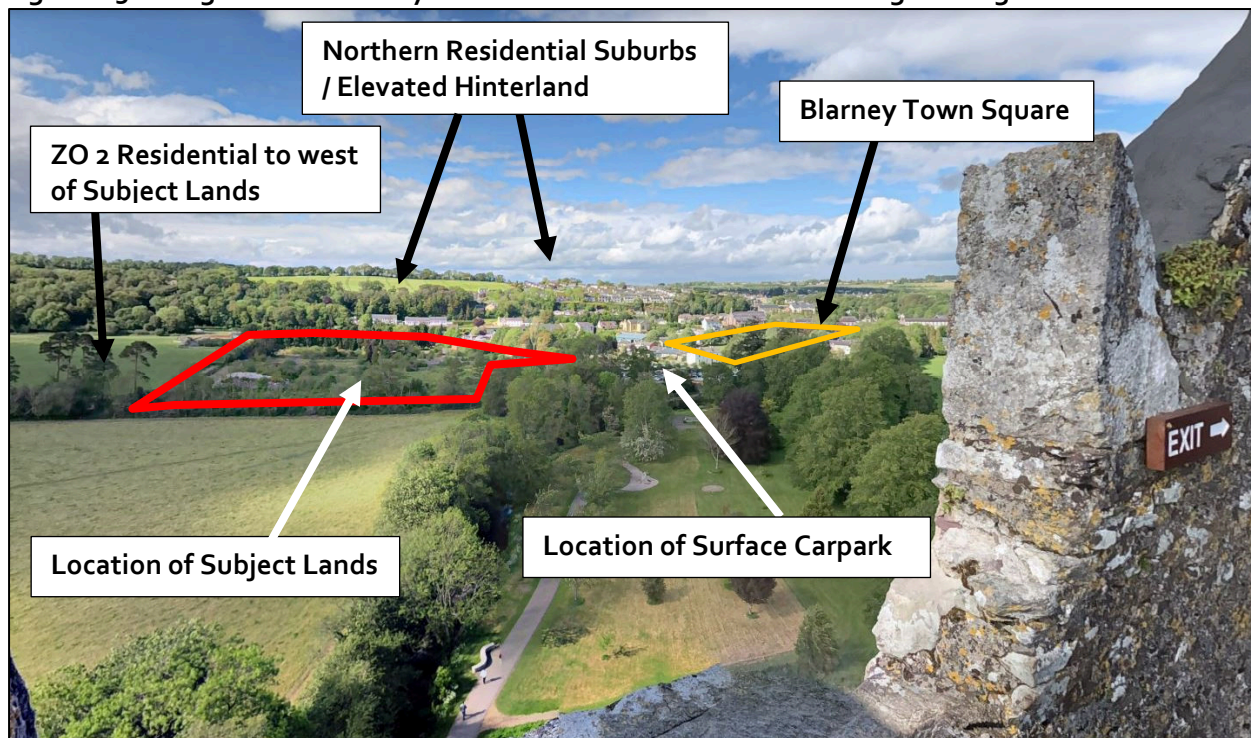 Northern Residential Suburbs
/ Elevated Hinterland
Blarney Town Square
ZO 2 Residential to west
of Subject Lands
EXIT →
Location of Surface Carpark
Location of Subject Lands